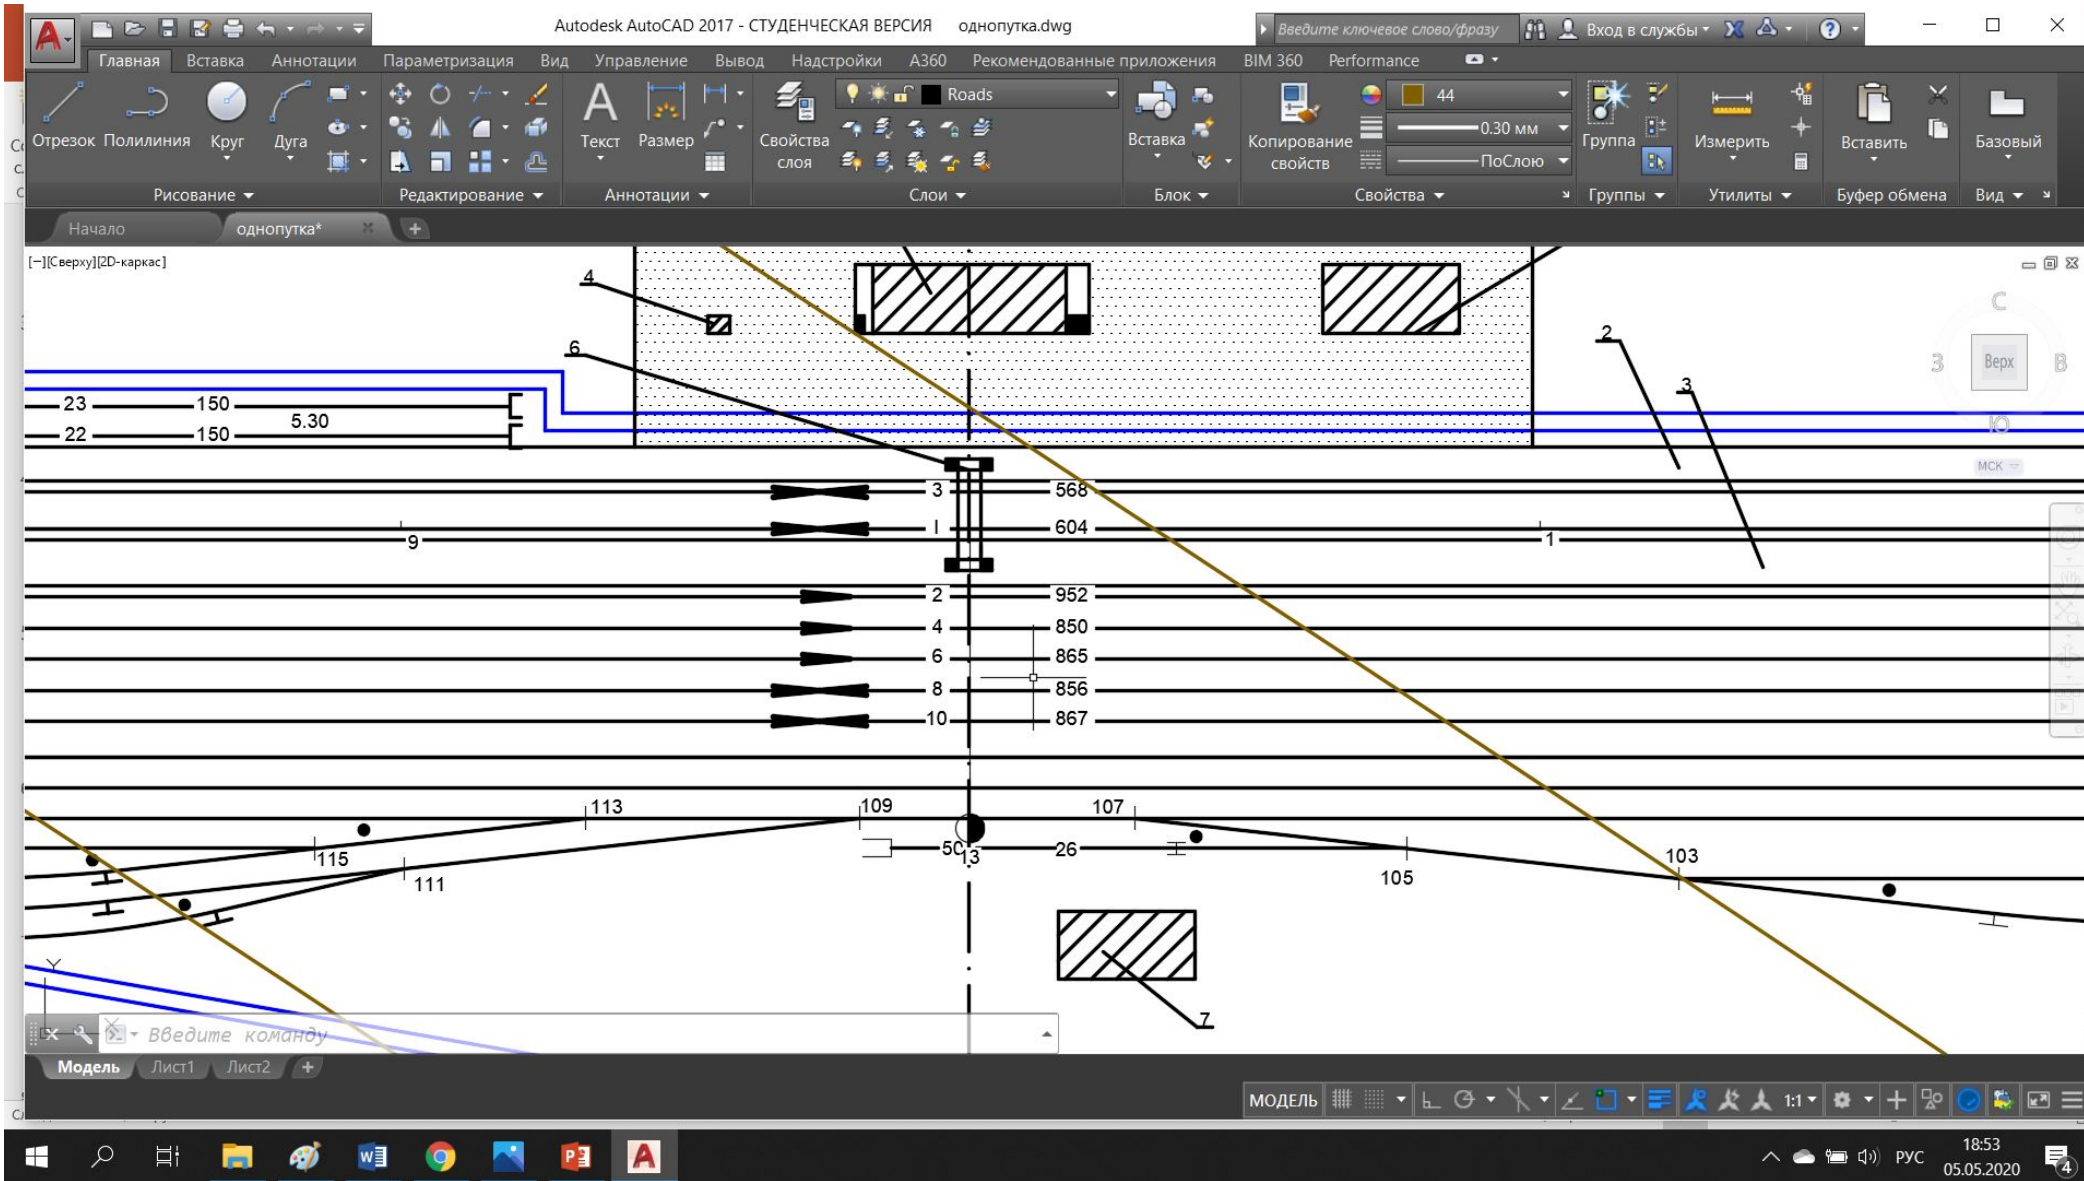 Autodesk AutoCAD 2017 - СТУДЕНЧЕСКАЯ ВЕРСИЯ однопутка.dwg
Введите ключевое слово/фразу
Вход в службы
Главная Вставка Аннотации Параметризация Вид Управление Вывод Надстройки A360 Рекомендованные приложения BIM 360 Performance
Roads
44
0.30 мм
ПоСлою
Отрезок Полилиния Круг Дуга
Текст Размер
Свойства
слоя
Вставка
Копирование
свойств
Группа
Измерить
Вставить
Базовый
Рисование Редактирование Аннотации Слои Блок Свойства Группы Утилиты Буфер обмена Вид
Начало однопутка*
[−][Сверху][2D-каркас]
С
З Верх В
Ю
МСК
4
6
2
3
23 150
5.30
22 150
3 568
I 604
9 1
2 952
4 850
6 865
8 856
10 867
113 109 107
115 50 13 26 103
111 105
7
Y
Введите команду
Модель Лист1 Лист2
МОДЕЛЬ 1:1
18:53
РУС
05.05.2020
4